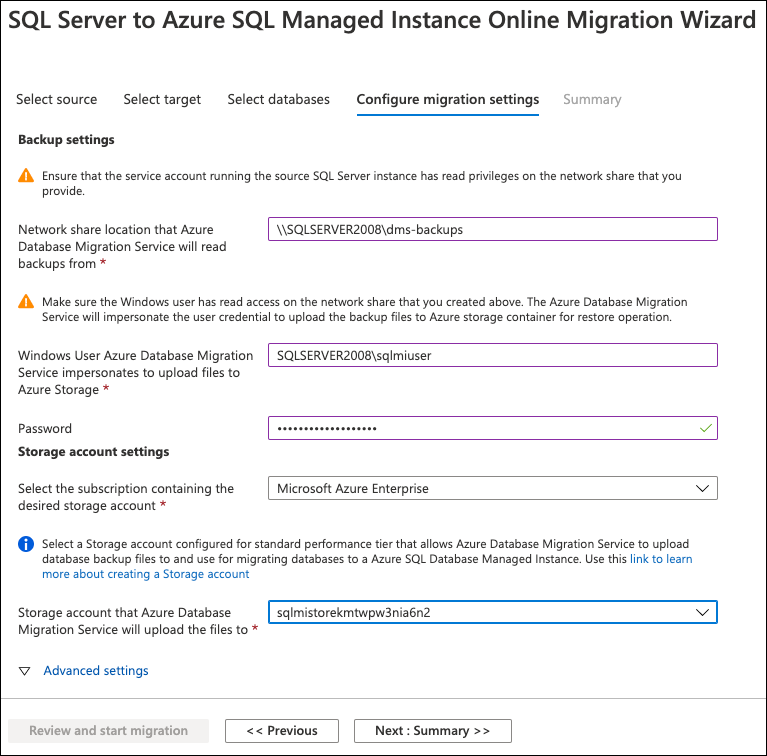 SQL Server to Azure SQL Managed Instance Online Migration Wizard
Select source Select target Select databases Configure migration settings Summary
Backup settings
Ensure that the service account running the source SQL Server instance has read privileges on the network share that you
provide.
Network share location that Azure
Database Migration Service will read
backups from *
\\SQLSERVER2008\dms-backups
Make sure the Windows user has read access on the network share that you created above. The Azure Database Migration
Service will impersonate the user credential to upload the backup files to Azure storage container for restore operation.
Windows User Azure Database Migration
Service impersonates to upload files to
Azure Storage *
SQLSERVER2008\sqlmiuser
Password
•••••••••••••••••••
Storage account settings
Select the subscription containing the
desired storage account *
Microsoft Azure Enterprise
Select a Storage account configured for standard performance tier that allows Azure Database Migration Service to upload
database backup files to and use for migrating databases to a Azure SQL Database Managed Instance. Use this link to learn
more about creating a Storage account
Storage account that Azure Database
Migration Service will upload the files to *
sqlmistorekmtwpw3nia6n2
Advanced settings
Review and start migration << Previous Next : Summary >>